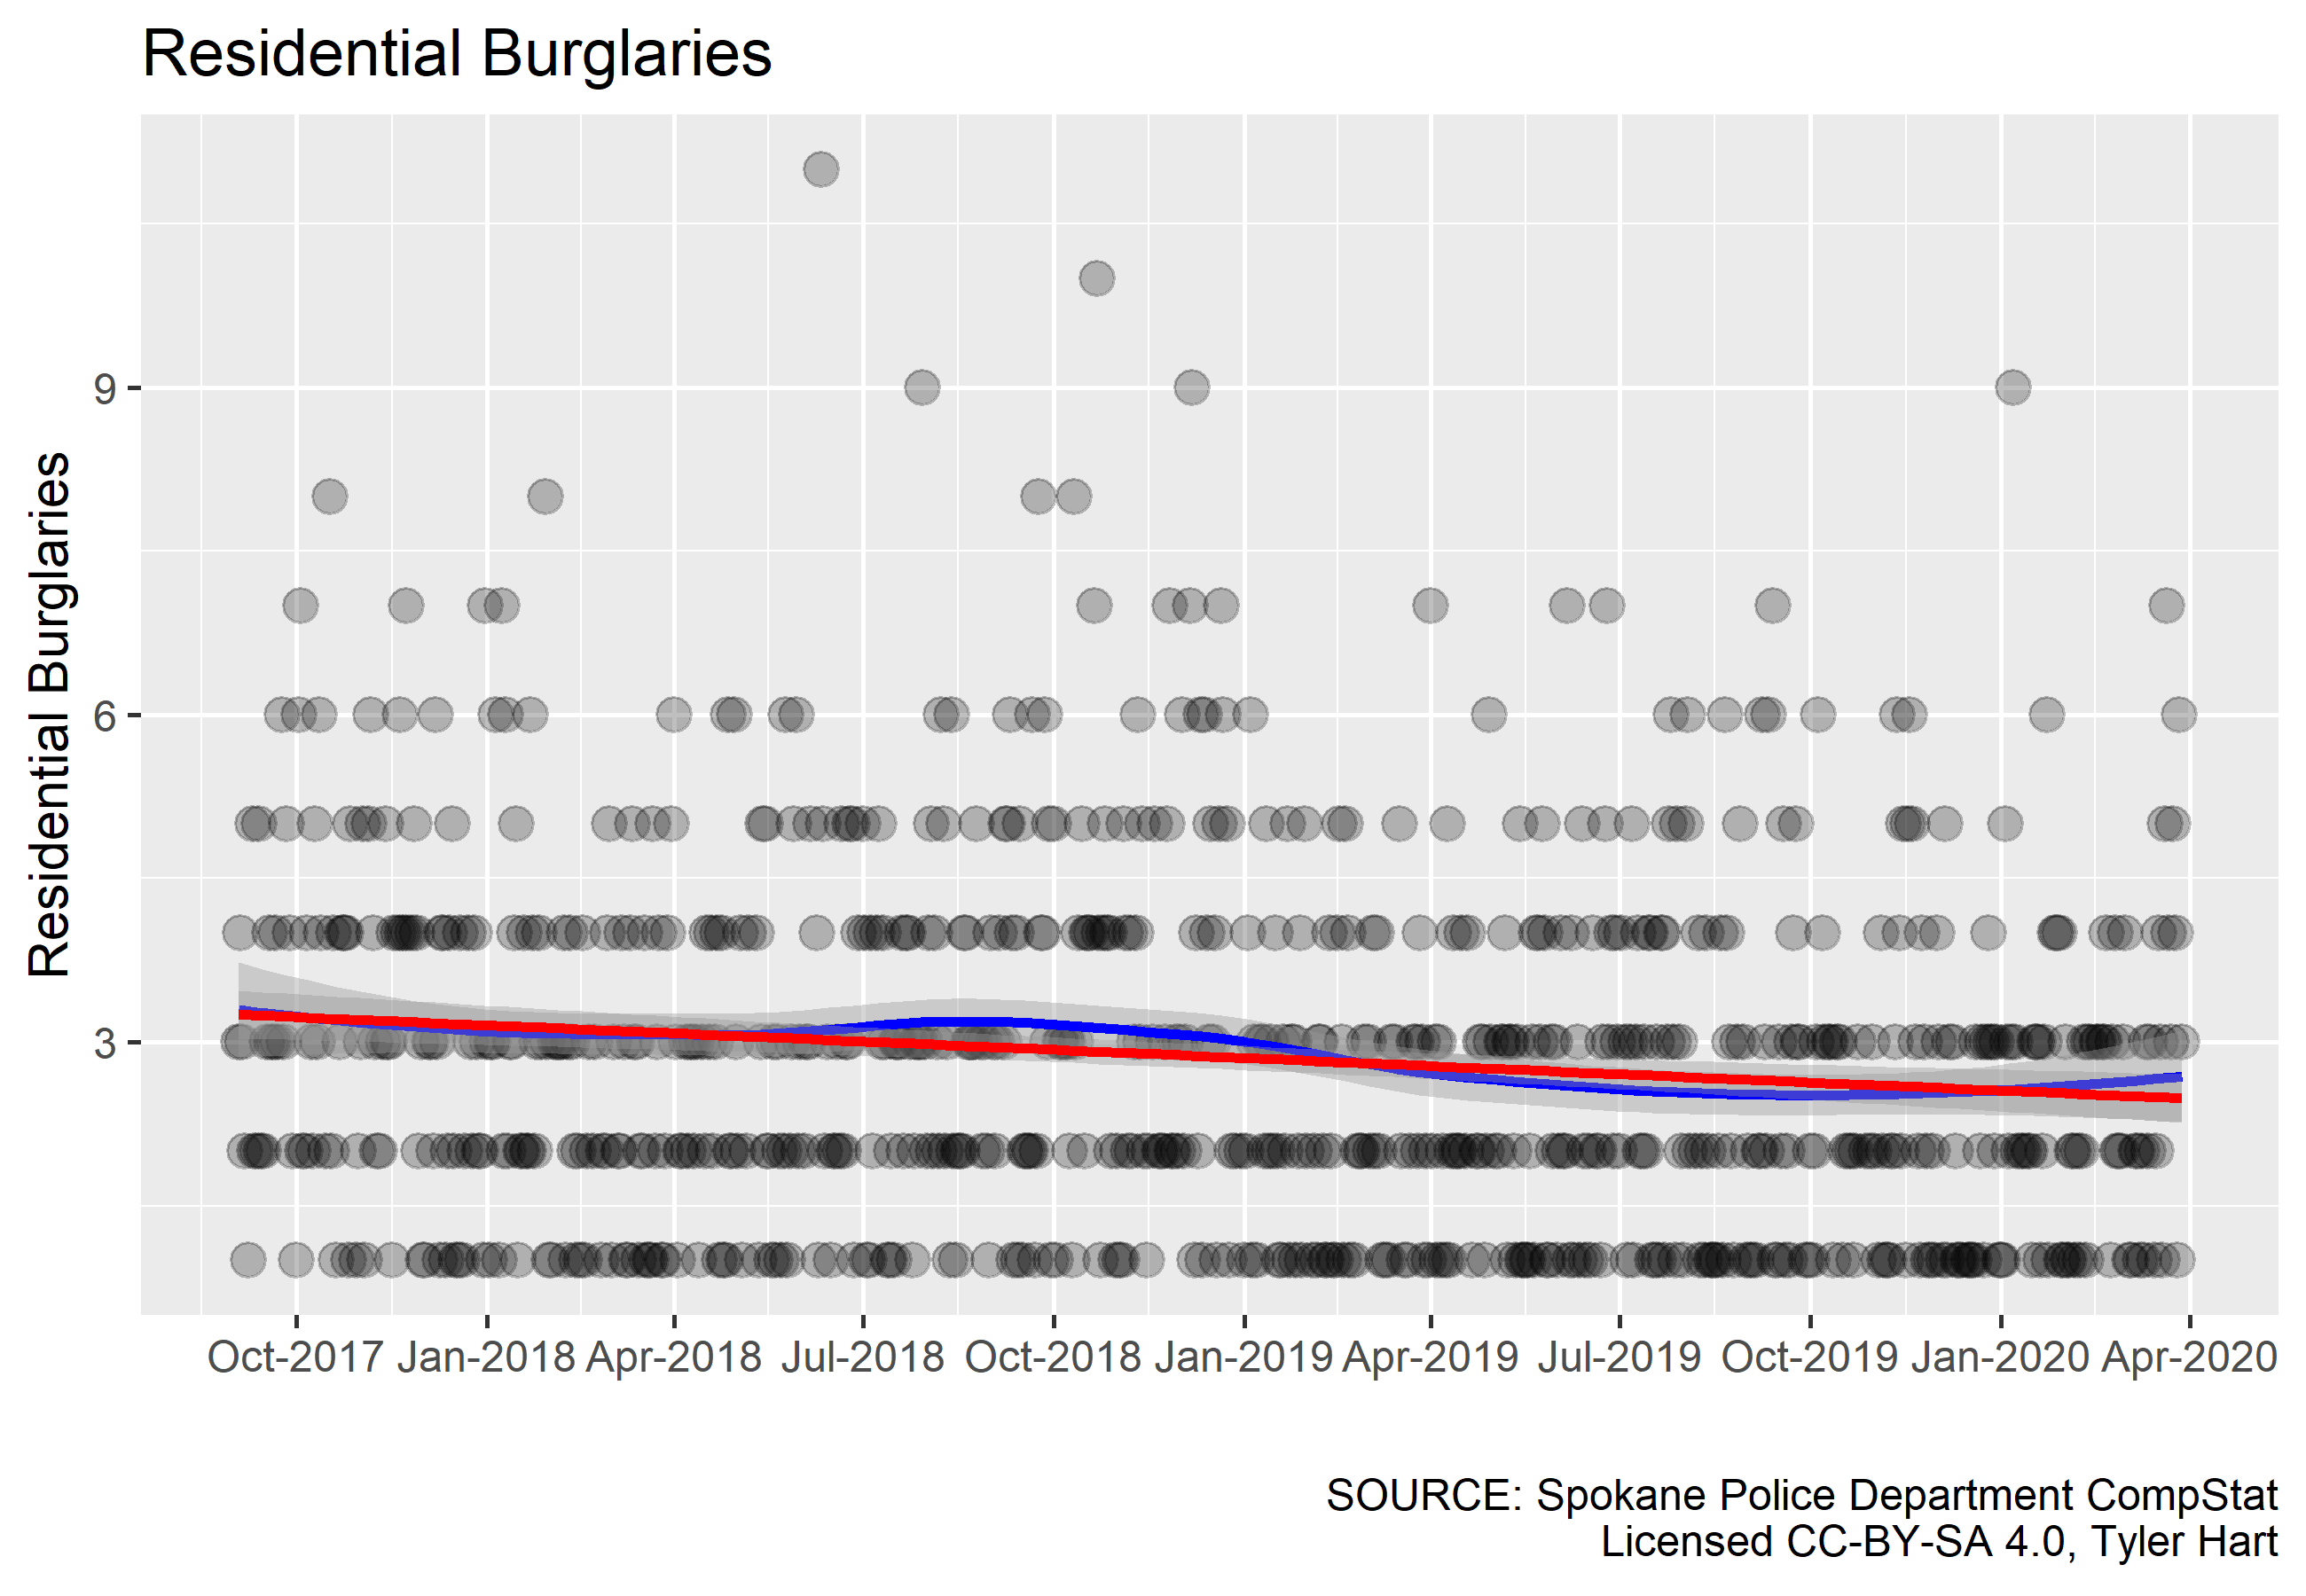 Residential Burglaries
Residential Burglaries
9
6
3
Oct-2017 Jan-2018 Apr-2018 Jul-2018 Oct-2018 Jan-2019 Apr-2019 Jul-2019 Oct-2019 Jan-2020 Apr-2020
SOURCE: Spokane Police Department CompStat
Licensed CC-BY-SA 4.0, Tyler Hart